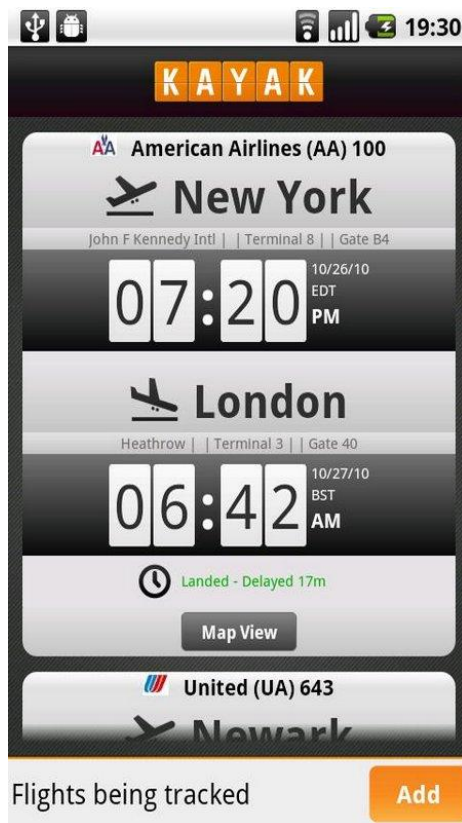 19:30
KAYAK
American Airlines (AA) 100
New York
John F Kennedy Intl | | Terminal 8 | | Gate B4
07:20
10/26/10
EDT
PM
London
Heathrow | | Terminal 3 | | Gate 40
06:42
10/27/10
BST
AM
Landed - Delayed 17m
Map View
United (UA) 643
Newark
Flights being tracked
Add